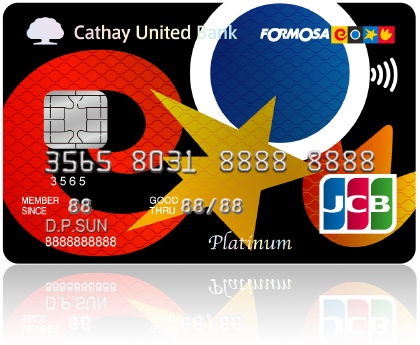 Cathay United Bank
FORMOSA
3565 8031 8888 8888
3565
MEMBER SINCE 88 GOOD THRU 88/88
D.P.SUN
8888888888
Platinum
JCB